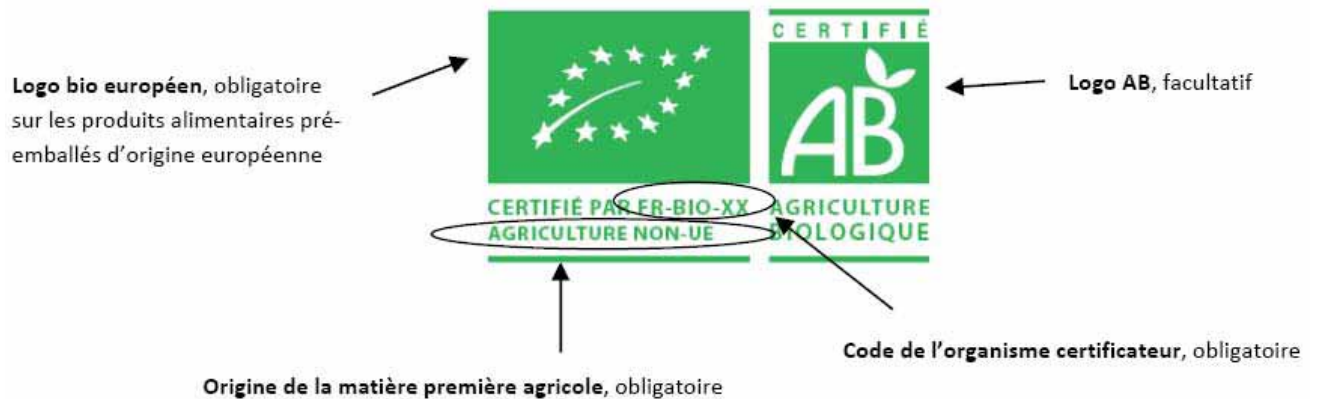 Logo bio européen, obligatoire
sur les produits alimentaires pré-
emballés d'origine européenne
CERTIFIÉ
AB
Logo AB, facultatif
CERTIFIÉ PAR FR-BIO-XX
AGRICULTURE NON-UE
AGRICULTURE
BIOLOGIQUE
Code de l'organisme certificateur, obligatoire
Origine de la matière première agricole, obligatoire